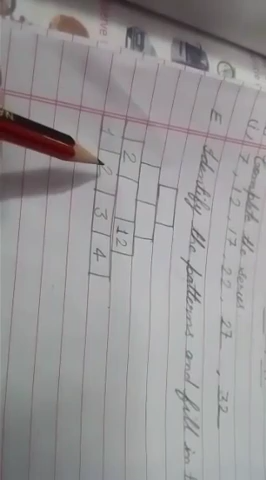 Complete the series
7, 12, 17, 22, 27, 32
E Identify the patterns and fill in
2 12
1 2 3 4